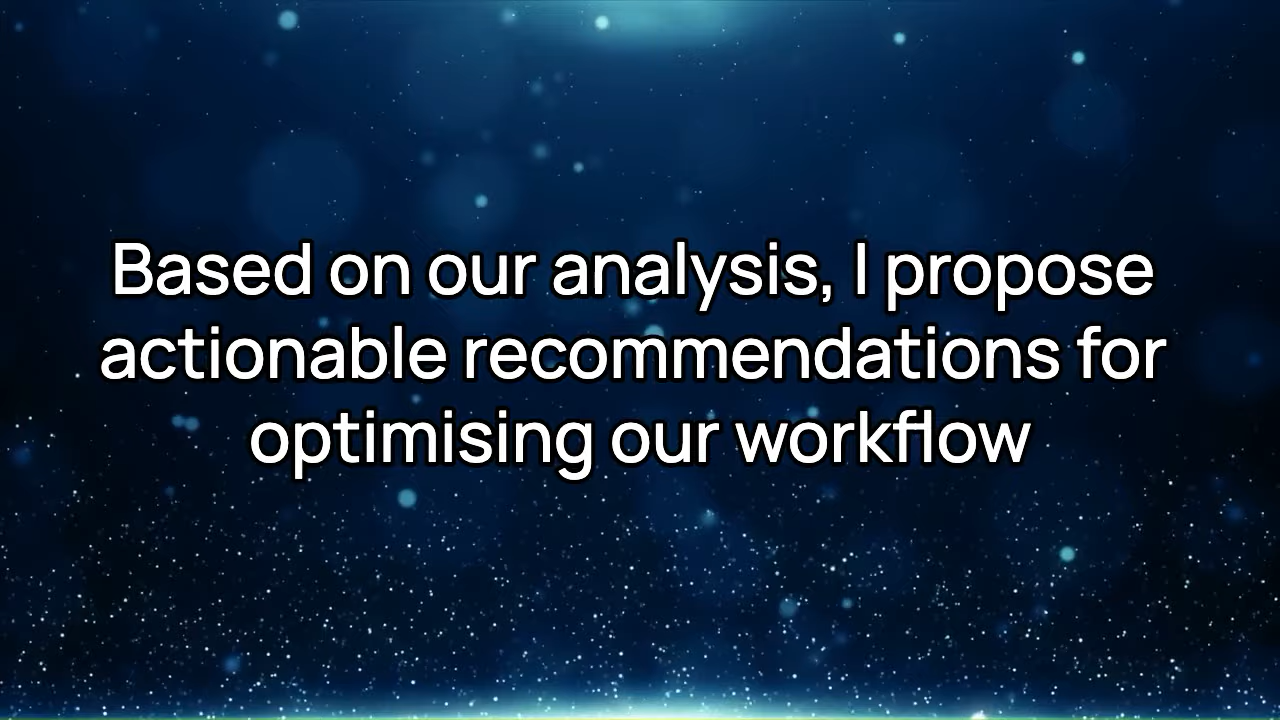 Based on our analysis, I propose
actionable recommendations for
optimising our workflow